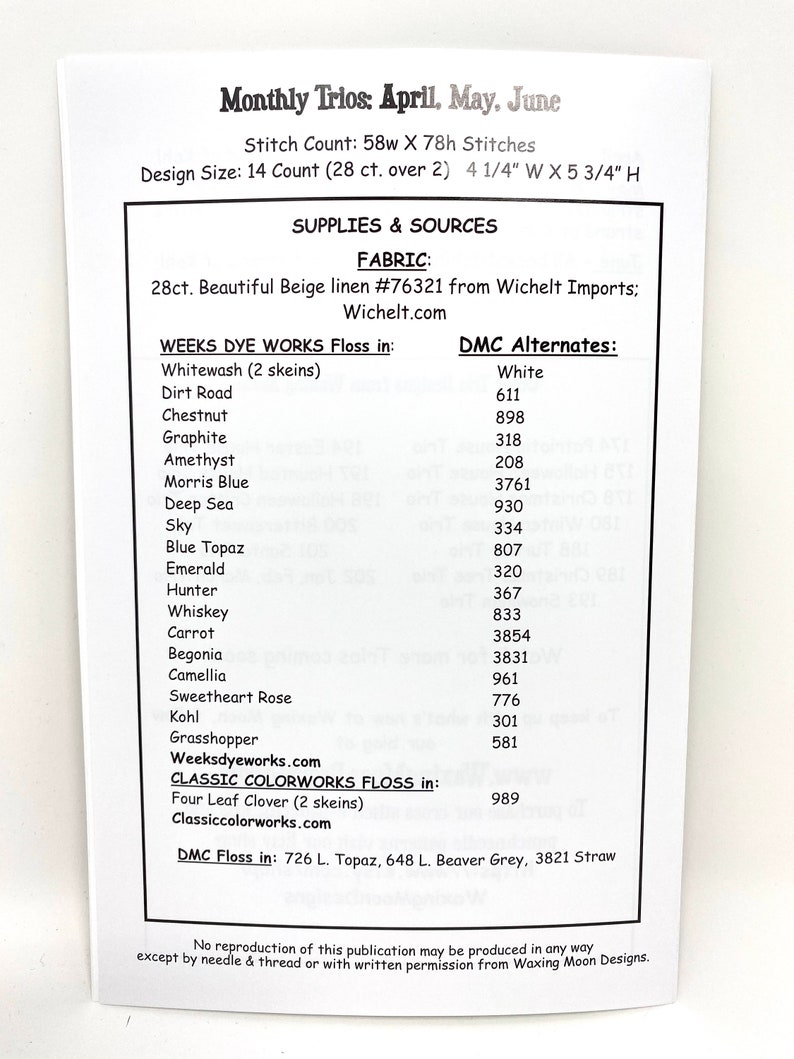 Monthly Trios: April, May, June
Stitch Count: 58w X 78h Stitches
Design Size: 14 Count (28 ct. over 2) 4 1/4” W X 5 3/4” H
SUPPLIES & SOURCES
FABRIC:
28ct. Beautiful Beige linen #76321 from Wichelt Imports;
Wichelt.com
WEEKS DYE WORKS Floss in: DMC Alternates:
Whitewash (2 skeins) White
Dirt Road 611
Chestnut 898
Graphite 318
Amethyst 208
Morris Blue 3761
Deep Sea 930
Sky 334
Blue Topaz 807
Emerald 320
Hunter 367
Whiskey 833
Carrot 3854
Begonia 3831
Camellia 961
Sweetheart Rose 776
Kohl 301
Grasshopper 581
Weeksdyeworks.com
CLASSIC COLORWORKS FLOSS in:
Four Leaf Clover (2 skeins) 989
Classiccolorworks.com
DMC Floss in: 726 L. Topaz, 648 L. Beaver Grey, 3821 Straw
No reproduction of this publication may be produced in any way
except by needle & thread or with written permission from Waxing Moon Designs.